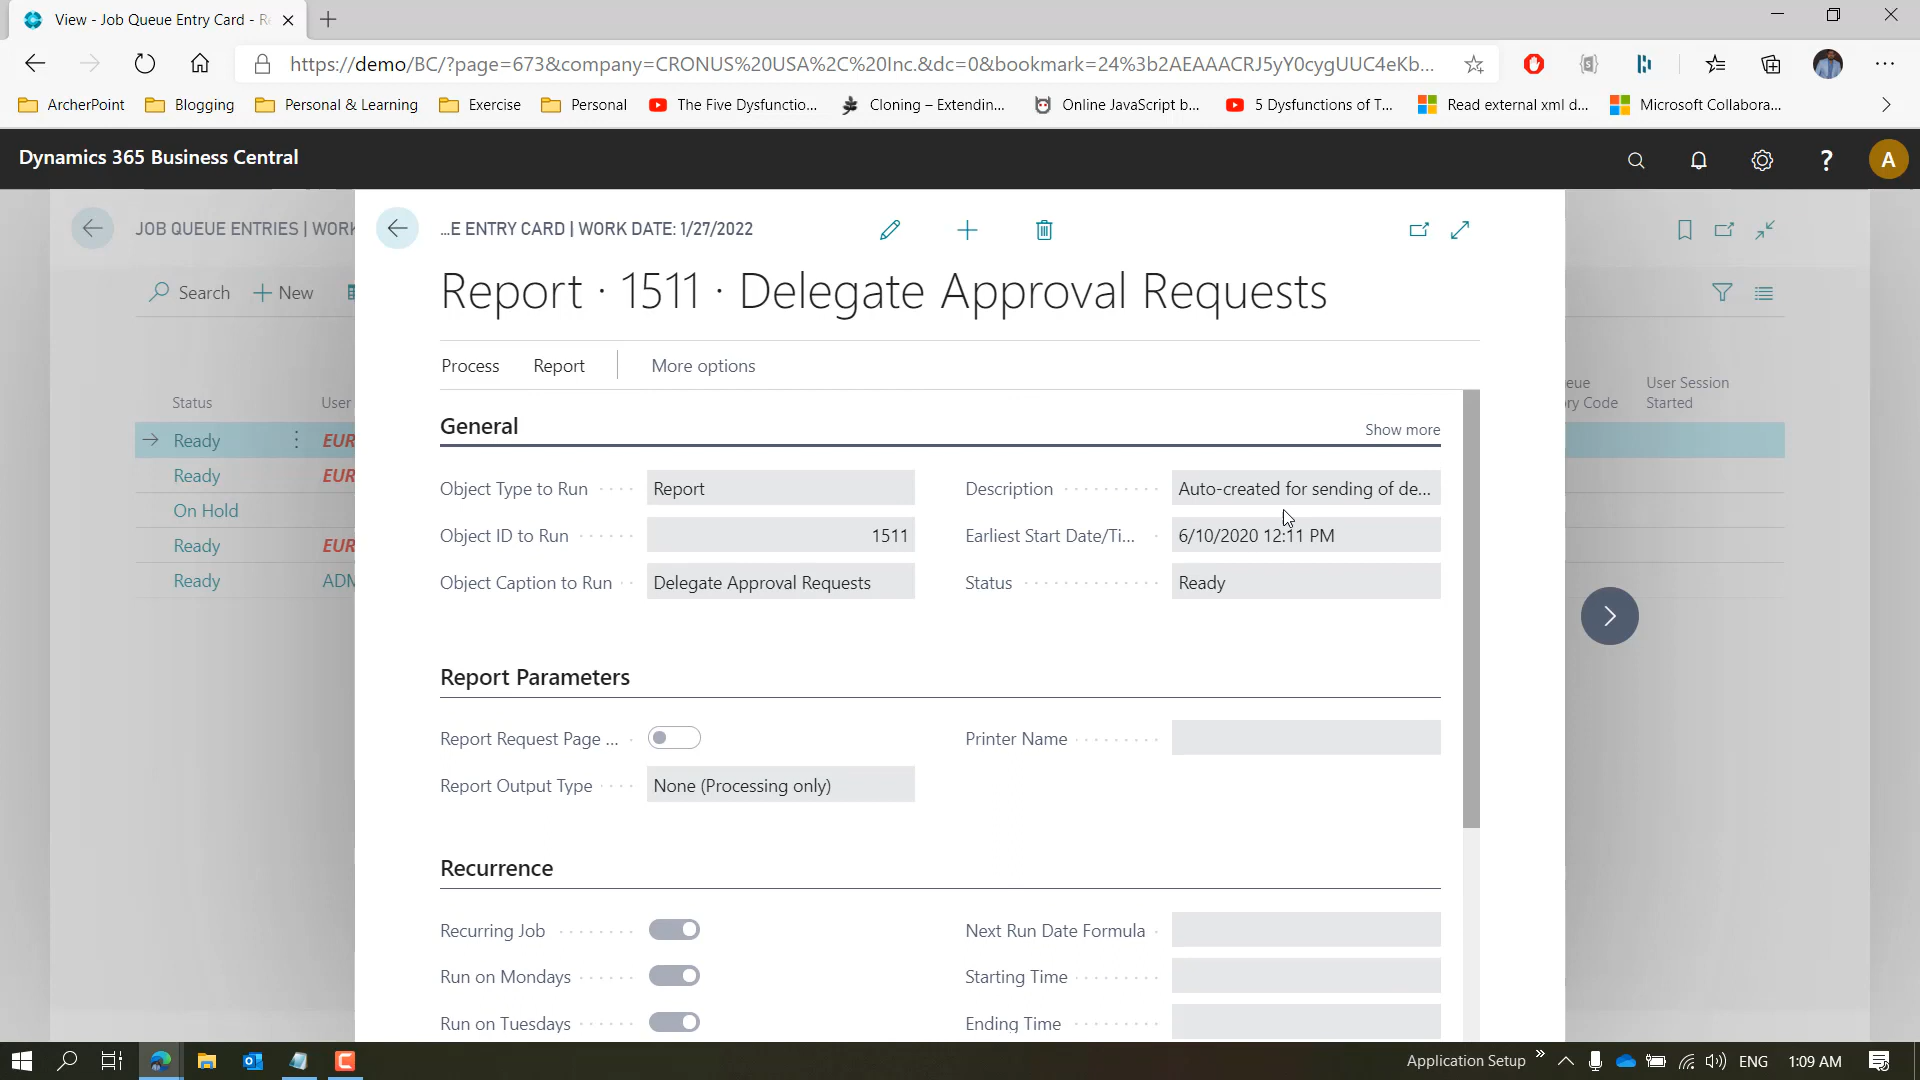 View - Job Queue Entry Card - Re
https://demo/BC/?page=673&company=CRONUS%20USA%2C%20Inc.&dc=0&bookmark=24%3b2AEAAACRJ5yY0cygUUC4eKb...
ArcherPoint Blogging Personal & Learning Exercise Personal The Five Dysfunctio... Cloning – Extendin... Online JavaScript b... 5 Dysfunctions of T... Read external xml d... Microsoft Collabora...
Dynamics 365 Business Central
?
A
JOB QUEUE ENTRIES | WORK
...E ENTRY CARD | WORK DATE: 1/27/2022
Search New
Report · 1511 · Delegate Approval Requests
Process Report More options
Status User
eue
ry Code
User Session
Started
Ready EUR
Ready EUR
On Hold
Ready EUR
Ready ADM
General
Show more
Object Type to Run Report
Description Auto-created for sending of de...
Object ID to Run 1511
Earliest Start Date/Ti... 6/10/2020 12:11 PM
Object Caption to Run Delegate Approval Requests
Status Ready
Report Parameters
Report Request Page ...
Printer Name
Report Output Type None (Processing only)
Recurrence
Recurring Job
Next Run Date Formula
Run on Mondays
Starting Time
Run on Tuesdays
Ending Time
Application Setup ENG 1:09 AM